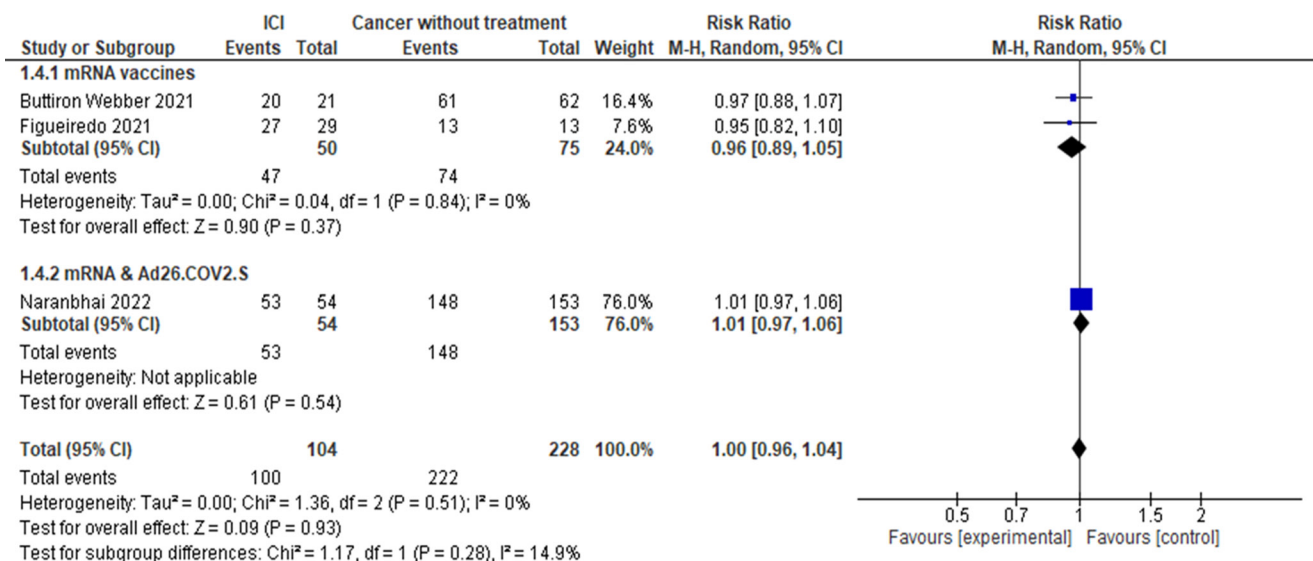 ICI Cancer without treatment Risk Ratio Risk Ratio
Study or Subgroup Events Total Events Total Weight M-H, Random, 95% CI M-H, Random, 95% CI
1.4.1 mRNA vaccines
Buttiron Webber 2021 20 21 61 62 16.4% 0.97 [0.88, 1.07]
Figueiredo 2021 27 29 13 13 7.6% 0.95 [0.82, 1.10]
Subtotal (95% CI) 50 75 24.0% 0.96 [0.89, 1.05]
Total events 47 74
Heterogeneity: Tau² = 0.00; Chi² = 0.04, df = 1 (P = 0.84); I² = 0%
Test for overall effect: Z = 0.90 (P = 0.37)
1.4.2 mRNA & Ad26.COV2.S
Naranbhai 2022 53 54 148 153 76.0% 1.01 [0.97, 1.06]
Subtotal (95% CI) 54 153 76.0% 1.01 [0.97, 1.06]
Total events 53 148
Heterogeneity: Not applicable
Test for overall effect: Z = 0.61 (P = 0.54)
Total (95% CI) 104 228 100.0% 1.00 [0.96, 1.04]
Total events 100 222
Heterogeneity: Tau² = 0.00; Chi² = 1.36, df = 2 (P = 0.51); I² = 0%
Test for overall effect: Z = 0.09 (P = 0.93)
Test for subgroup differences: Chi² = 1.17, df = 1 (P = 0.28), I² = 14.9%
0.5 0.7 1 1.5 2
Favours [experimental] Favours [control]